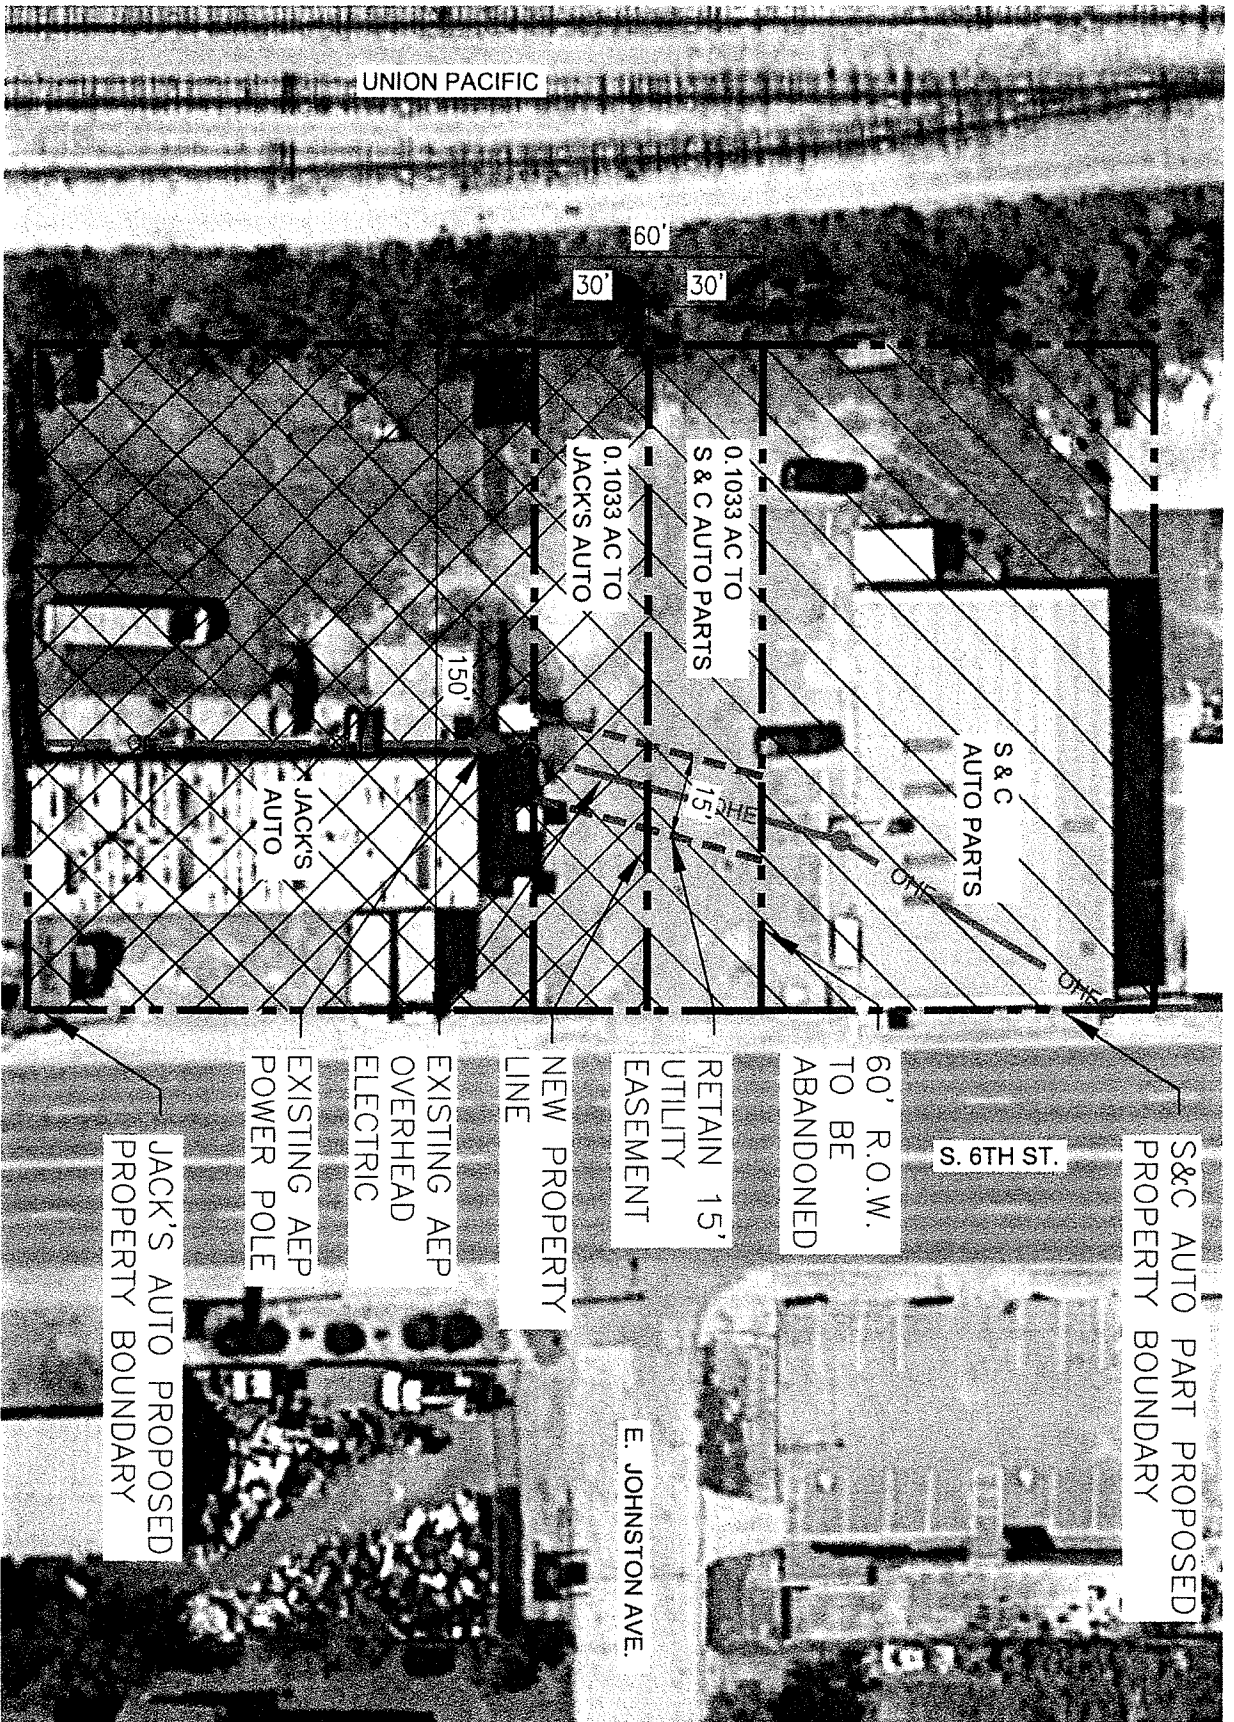 UNION PACIFIC
60'
30'
30'
0.1033 AC TO
S & C AUTO PARTS
0.1033 AC TO
JACK'S AUTO
150'
15'
OHE
OHE
OHE
S & C
AUTO PARTS
JACK'S
AUTO
S&C AUTO PART PROPOSED
PROPERTY BOUNDARY
S. 6TH ST.
60' R.O.W.
TO BE
ABANDONED
RETAIN 15'
UTILITY
EASEMENT
NEW PROPERTY
LINE
EXISTING AEP
OVERHEAD
ELECTRIC
EXISTING AEP
POWER POLE
JACK'S AUTO PROPOSED
PROPERTY BOUNDARY
E. JOHNSTON AVE.